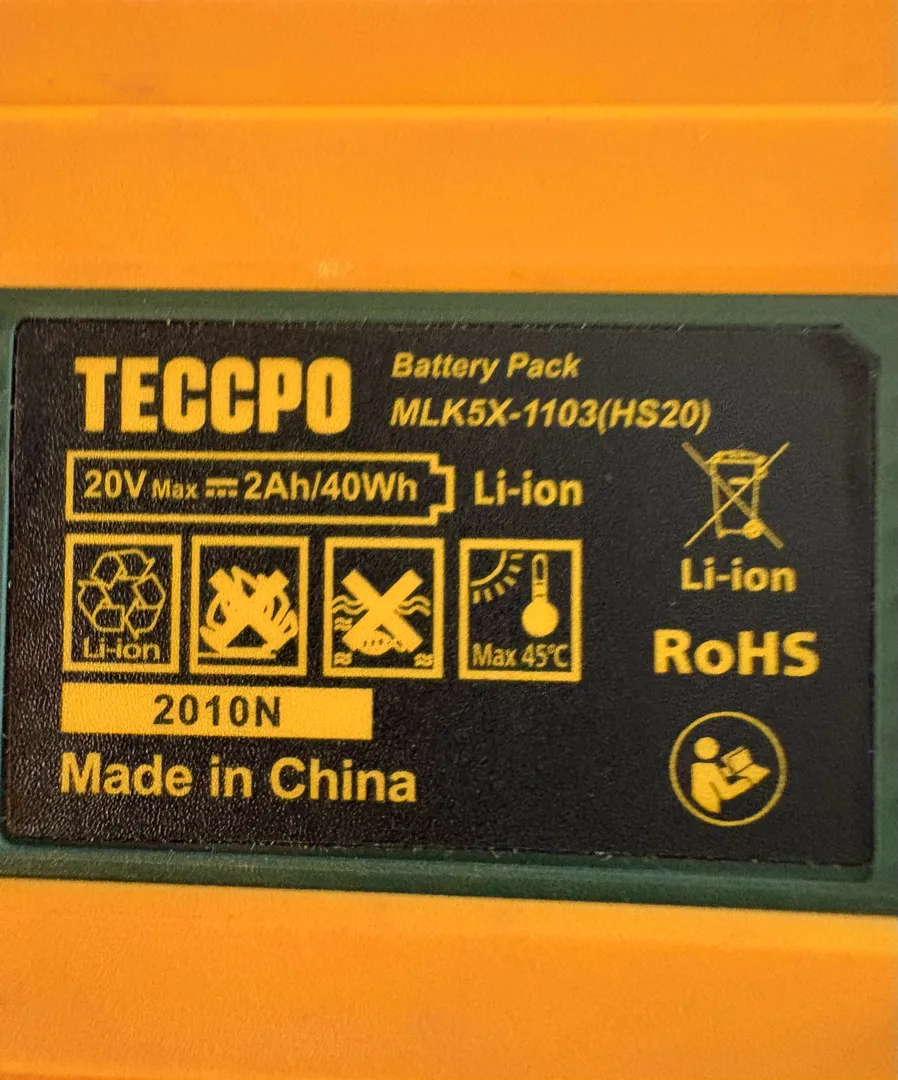 TECCPO
Battery Pack
MLK5X-1103(HS20)
20V Max ⎓ 2Ah/40Wh
Li-ion
Li-ion
Li-ion
Max 45°C
RoHS
2010N
Made in China